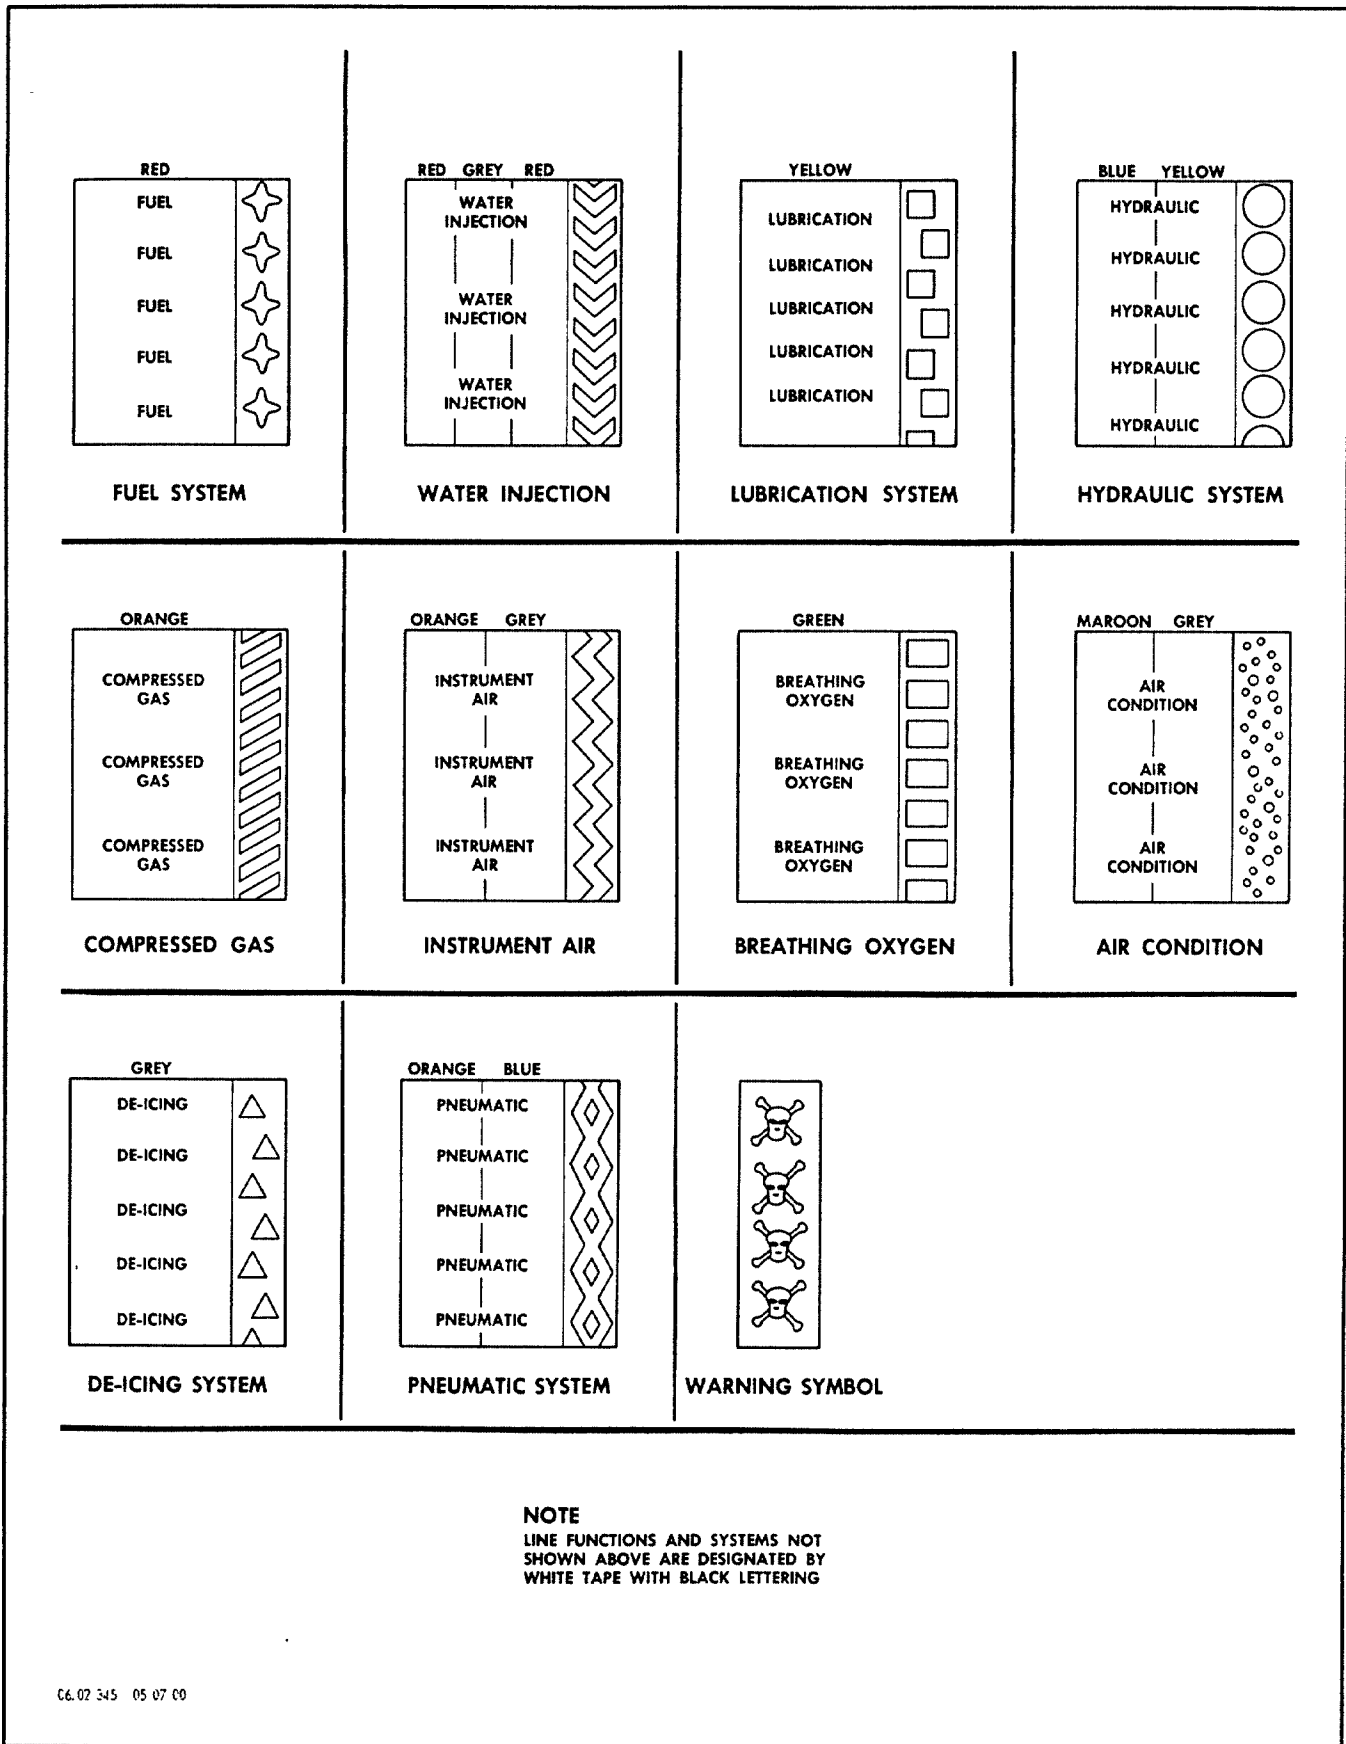 RED
FUEL
FUEL
FUEL
FUEL
FUEL
FUEL SYSTEM
RED GREY RED
WATER
INJECTION
WATER
INJECTION
WATER
INJECTION
WATER INJECTION
YELLOW
LUBRICATION
LUBRICATION
LUBRICATION
LUBRICATION
LUBRICATION
LUBRICATION SYSTEM
BLUE YELLOW
HYDRAULIC
HYDRAULIC
HYDRAULIC
HYDRAULIC
HYDRAULIC
HYDRAULIC SYSTEM
ORANGE
COMPRESSED
GAS
COMPRESSED
GAS
COMPRESSED
GAS
COMPRESSED GAS
ORANGE GREY
INSTRUMENT
AIR
INSTRUMENT
AIR
INSTRUMENT
AIR
INSTRUMENT AIR
GREEN
BREATHING
OXYGEN
BREATHING
OXYGEN
BREATHING
OXYGEN
BREATHING OXYGEN
MAROON GREY
AIR
CONDITION
AIR
CONDITION
AIR
CONDITION
AIR CONDITION
GREY
DE-ICING
DE-ICING
DE-ICING
DE-ICING
DE-ICING
DE-ICING SYSTEM
ORANGE BLUE
PNEUMATIC
PNEUMATIC
PNEUMATIC
PNEUMATIC
PNEUMATIC
PNEUMATIC SYSTEM
WARNING SYMBOL
NOTE
LINE FUNCTIONS AND SYSTEMS NOT
SHOWN ABOVE ARE DESIGNATED BY
WHITE TAPE WITH BLACK LETTERING
05 07 00